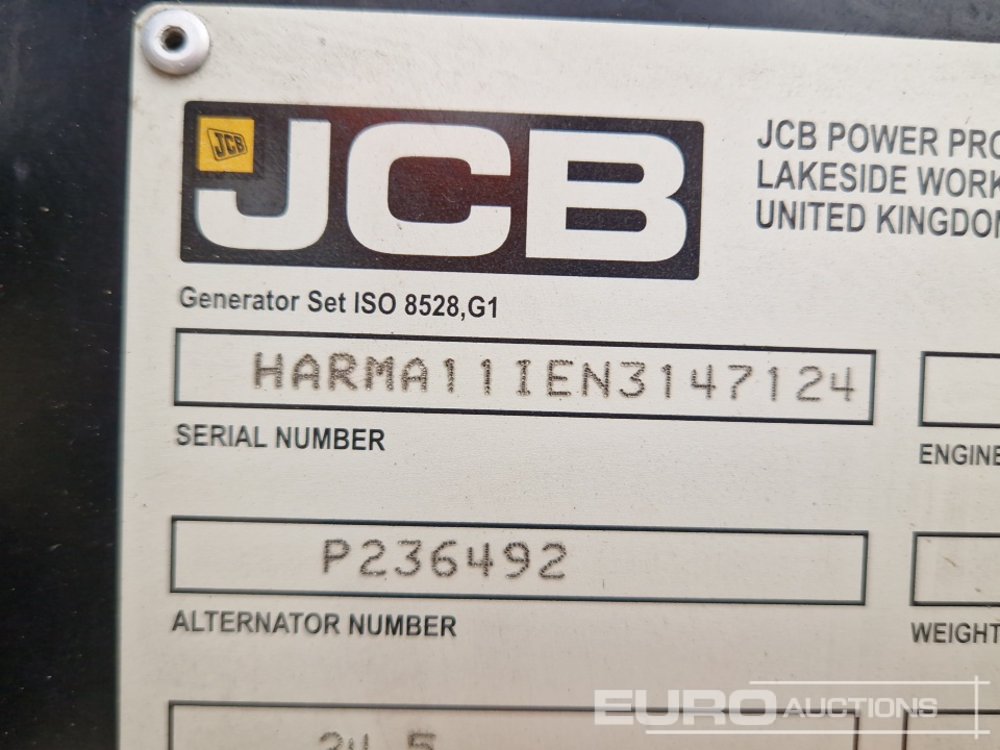 JCB
JCB
JCB POWER PRO
LAKESIDE WORK
UNITED KINGDO
Generator Set ISO 8528,G1
HARMA11IEN3147124
SERIAL NUMBER
ENGINE
P236492
ALTERNATOR NUMBER
WEIGHT
EURO AUCTIONS